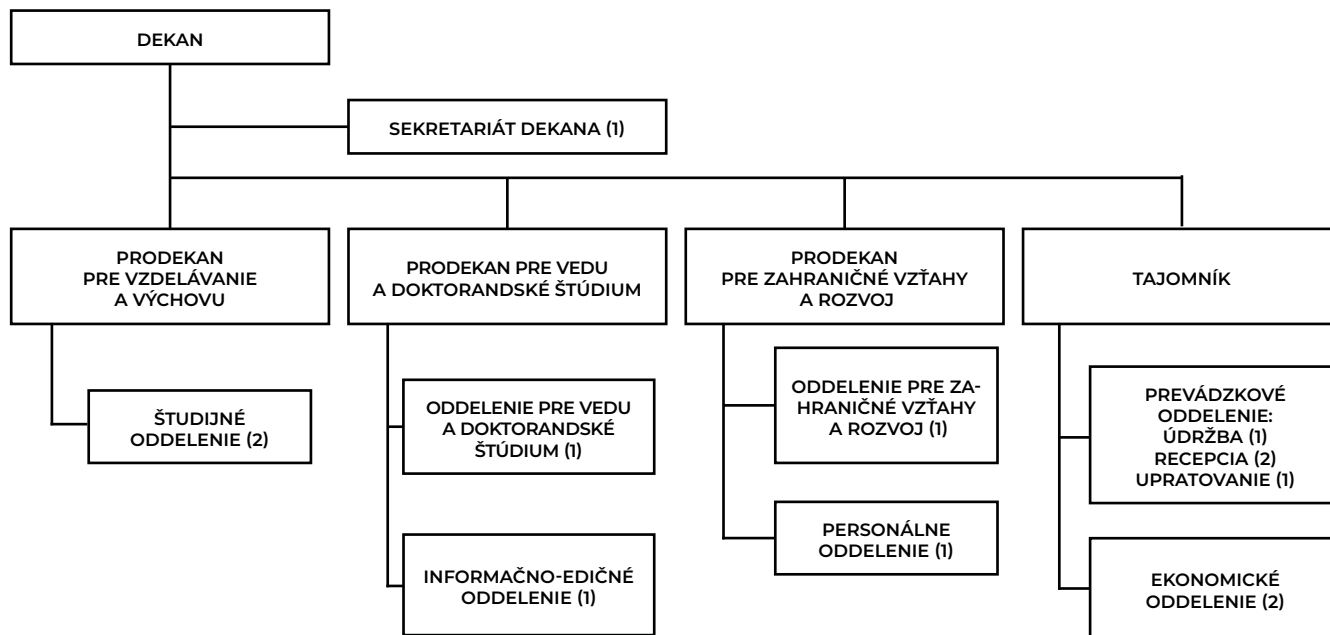 DEKAN
SEKRETARIÁT DEKANA (1)
PRODEKAN
PRE VZDELÁVANIE
A VÝCHOVU
PRODEKAN PRE VEDU
A DOKTORANDSKÉ ŠTÚDIUM
PRODEKAN
PRE ZAHRANIČNÉ VZŤAHY
A ROZVOJ
TAJOMNÍK
ŠTUDIJNÉ
ODDELENIE (2)
ODDELENIE PRE VEDU
A DOKTORANDSKÉ
ŠTÚDIUM (1)
ODDELENIE PRE ZA-
HRANIČNÉ VZŤAHY
A ROZVOJ (1)
PREVÁDZKOVÉ
ODDELENIE:
ÚDRŽBA (1)
RECEPCIA (2)
UPRATOVANIE (1)
INFORMAČNO-EDIČNÉ
ODDELENIE (1)
PERSONÁLNE
ODDELENIE (1)
EKONOMICKÉ
ODDELENIE (2)